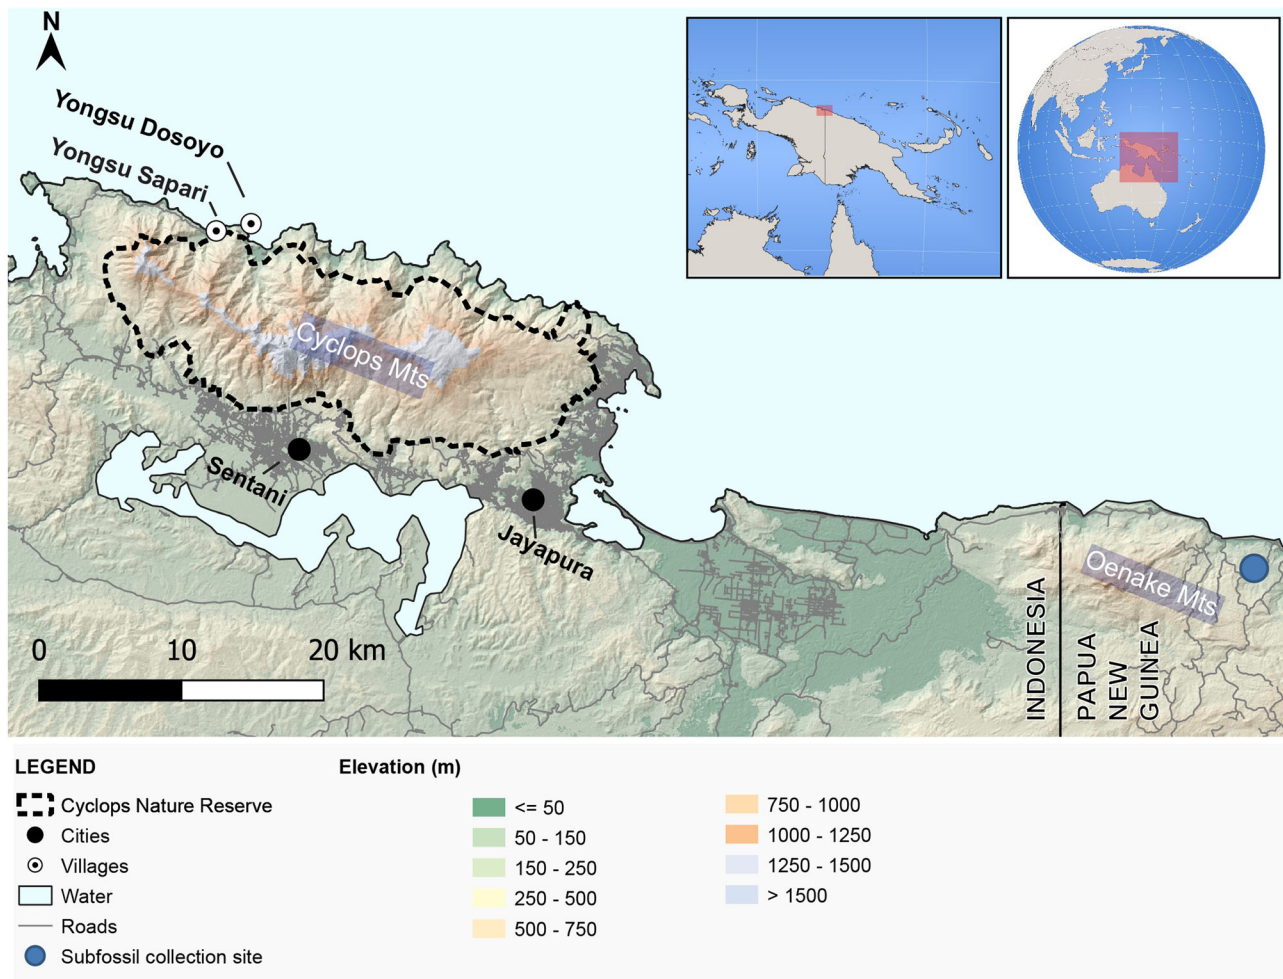 N
Yongsu Dosoyo
Yongsu Sapari
Cyclops Mts
Sentani
Jayapura
Oenake Mts
INDONESIA
PAPUA
NEW
GUINEA
0 10 20 km
LEGEND
Cyclops Nature Reserve
Cities
Villages
Water
Roads
Subfossil collection site
Elevation (m)
<= 50
50 - 150
150 - 250
250 - 500
500 - 750
750 - 1000
1000 - 1250
1250 - 1500
> 1500